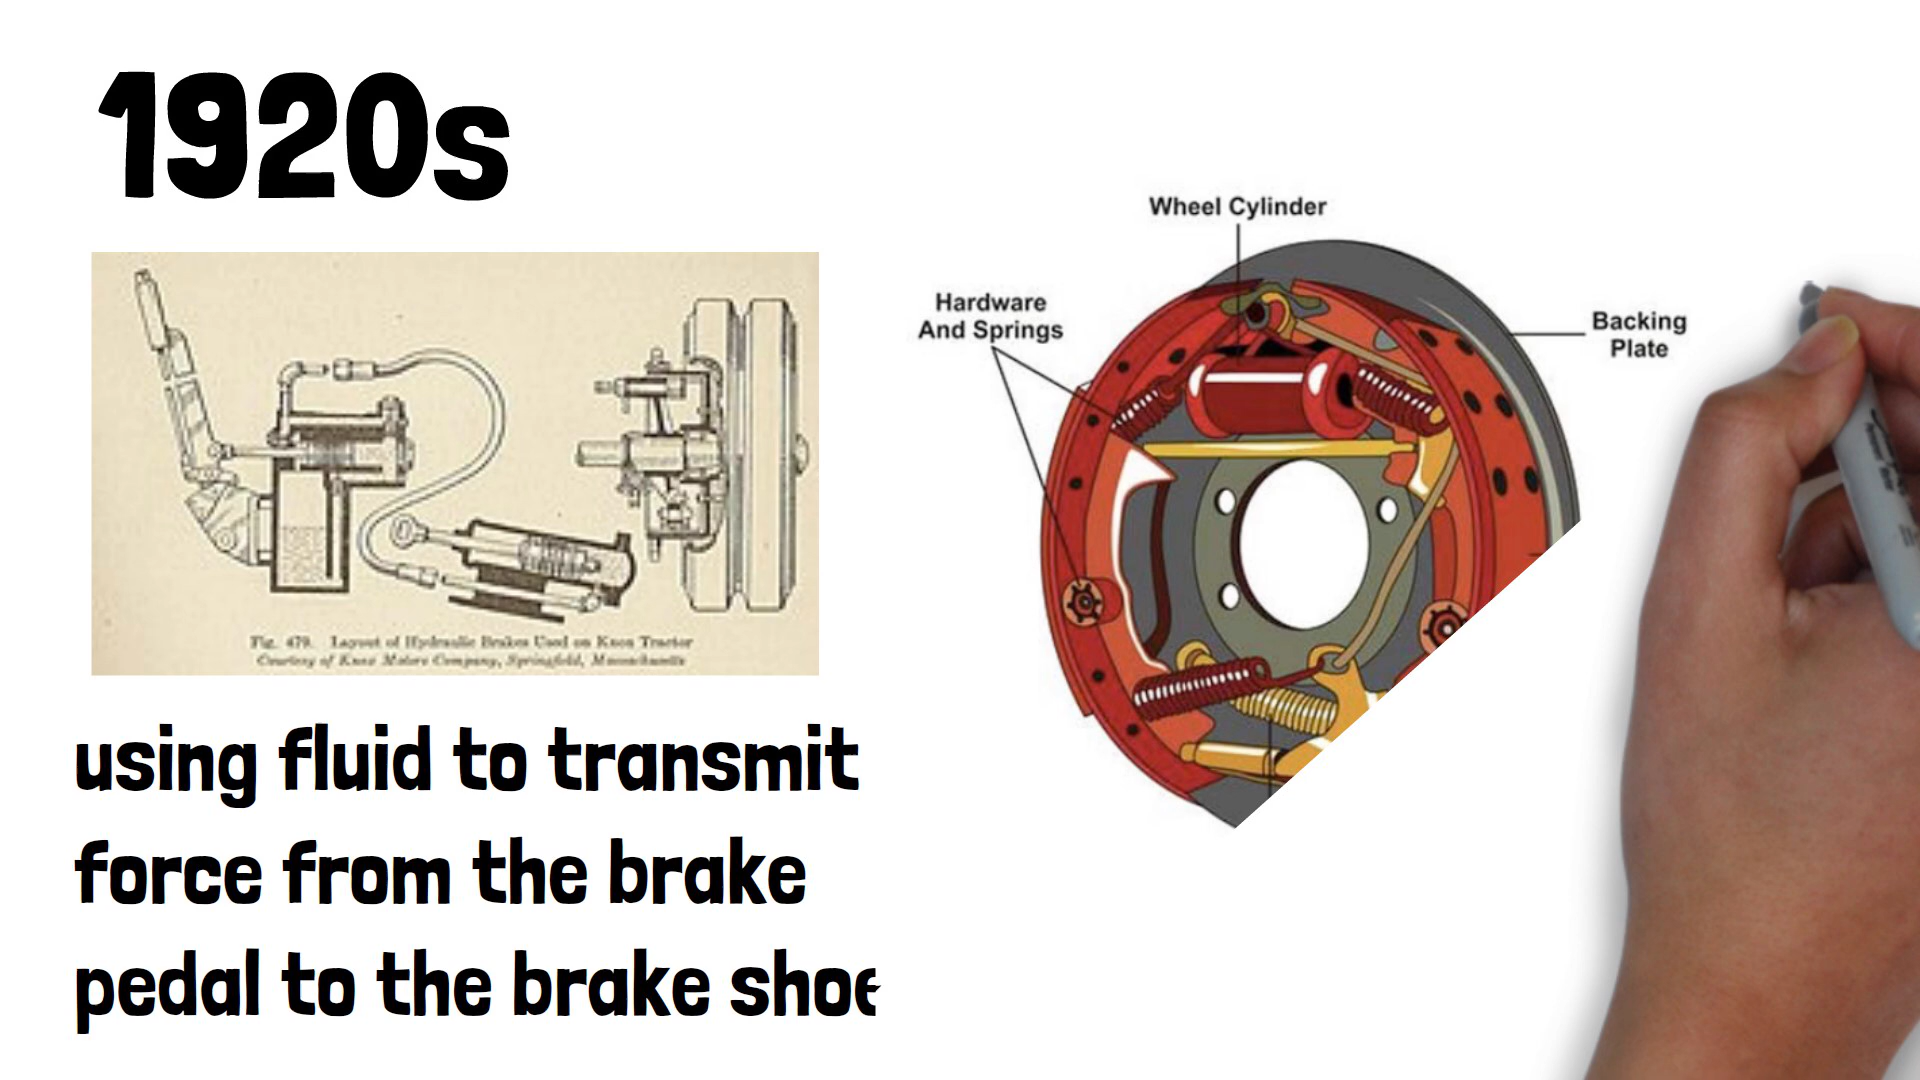 1920s
Fig. 479. Layout of Hydraulic Brakes Used on Knox Tractor
Courtesy of Knox Motors Company, Springfield, Massachusetts
using fluid to transmit
force from the brake
pedal to the brake shoe
Wheel Cylinder
Hardware
And Springs
Backing
Plate